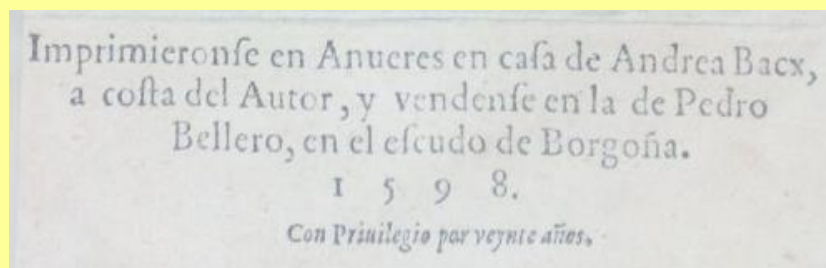 Imprimieronſe en Anueres en caſa de Andrea Bacx,
a coſta del Autor, y vendenſe en la de Pedro
Bellero, en el eſcudo de Borgoña.
1 5 9 8.
Con Priuilegio por veynte años.